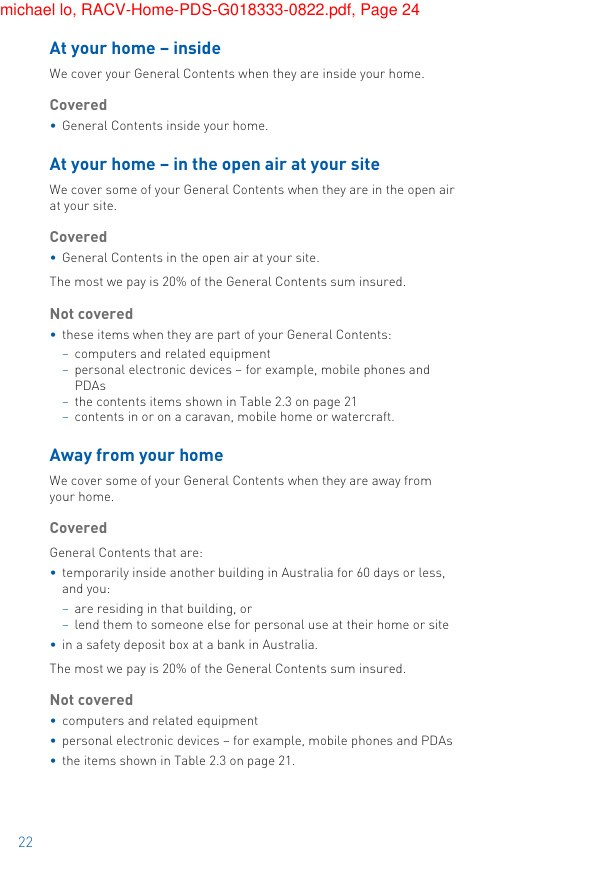 michael lo, RACV-Home-PDS-G018333-0822.pdf, Page 24
At your home – inside
We cover your General Contents when they are inside your home.
Covered
• General Contents inside your home.
At your home – in the open air at your site
We cover some of your General Contents when they are in the open air
at your site.
Covered
• General Contents in the open air at your site.
The most we pay is 20% of the General Contents sum insured.
Not covered
• these items when they are part of your General Contents:
– computers and related equipment
– personal electronic devices – for example, mobile phones and
PDAs
– the contents items shown in Table 2.3 on page 21
– contents in or on a caravan, mobile home or watercraft.
Away from your home
We cover some of your General Contents when they are away from
your home.
Covered
General Contents that are:
• temporarily inside another building in Australia for 60 days or less,
and you:
– are residing in that building, or
– lend them to someone else for personal use at their home or site
• in a safety deposit box at a bank in Australia.
The most we pay is 20% of the General Contents sum insured.
Not covered
• computers and related equipment
• personal electronic devices – for example, mobile phones and PDAs
• the items shown in Table 2.3 on page 21.
22